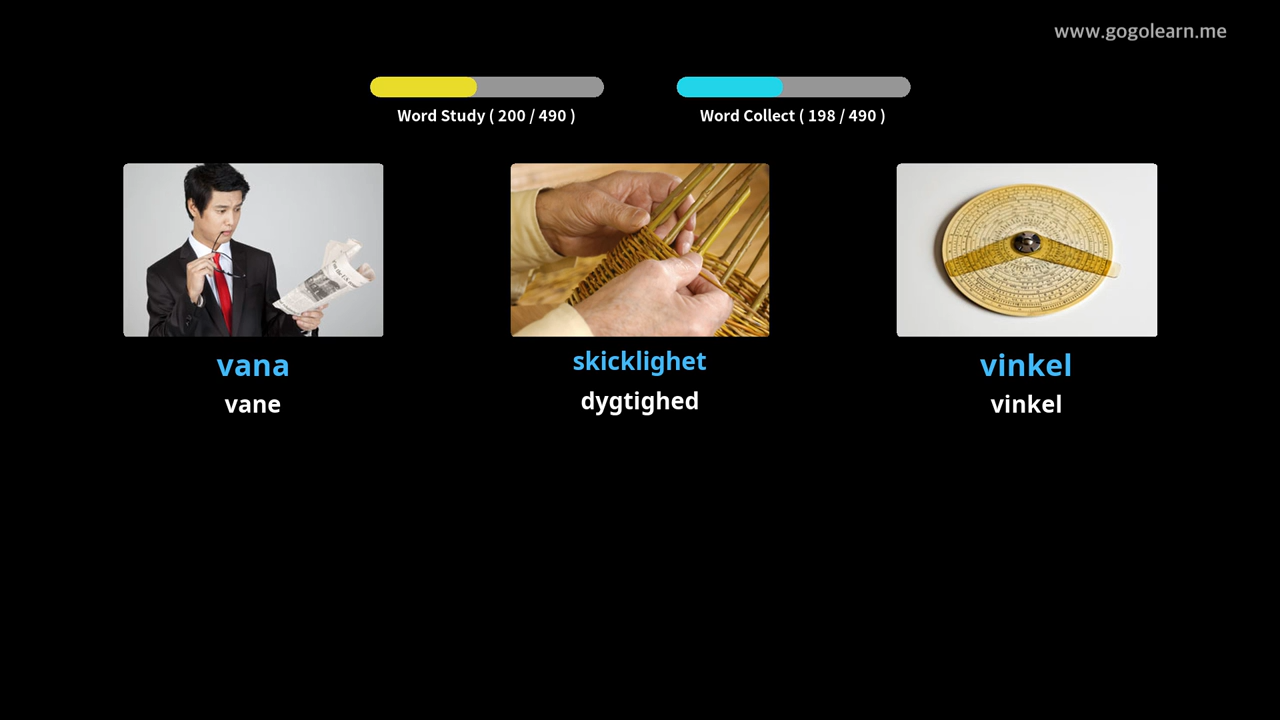 www.gogolearn.me
Word Study ( 200 / 490 )
Word Collect ( 198 / 490 )
vana
vane
skicklighet
dygtighed
vinkel
vinkel